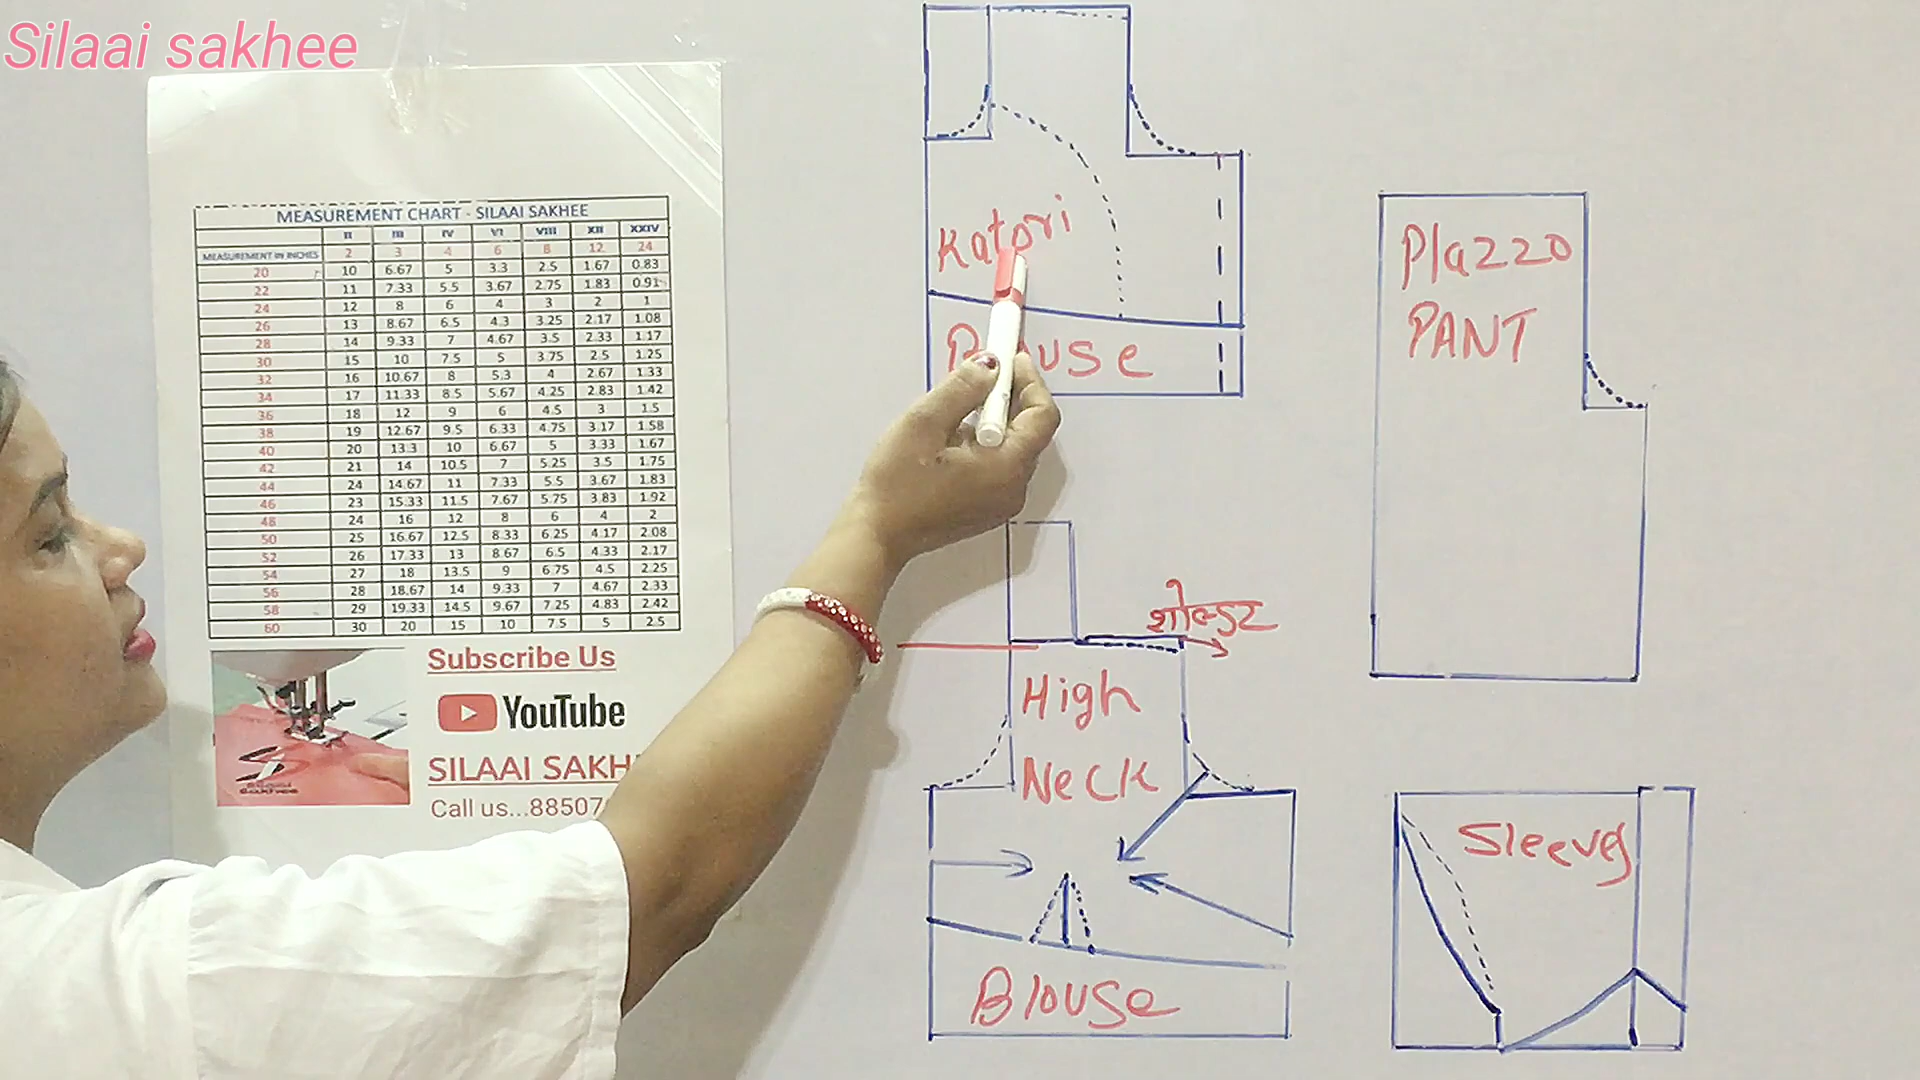 Silaai sakhee
MEASUREMENT CHART - SILAAI SAKHEE
II III IV VI VIII XII XXIV
MEASUREMENT IN INCHES 2 3 4 6 8 12 24
20 10 6.67 5 3.3 2.5 1.67 0.83
22 11 7.33 5.5 3.67 2.75 1.83 0.91
24 12 8 6 4 3 2 1
26 13 8.67 6.5 4.3 3.25 2.17 1.08
28 14 9.33 7 4.67 3.5 2.33 1.17
30 15 10 7.5 5 3.75 2.5 1.25
32 16 10.67 8 5.3 4 2.67 1.33
34 17 11.33 8.5 5.67 4.25 2.83 1.42
36 18 12 9 6 4.5 3 1.5
38 19 12.67 9.5 6.33 4.75 3.17 1.58
40 20 13.3 10 6.67 5 3.33 1.67
42 21 14 10.5 7 5.25 3.5 1.75
44 24 14.67 11 7.33 5.5 3.67 1.83
46 23 15.33 11.5 7.67 5.75 3.83 1.92
48 24 16 12 8 6 4 2
50 25 16.67 12.5 8.33 6.25 4.17 2.08
52 26 17.33 13 8.67 6.5 4.33 2.17
54 27 18 13.5 9 6.75 4.5 2.25
56 28 18.67 14 9.33 7 4.67 2.33
58 29 19.33 14.5 9.67 7.25 4.83 2.42
60 30 20 15 10 7.5 5 2.5
Subscribe Us
YouTube
SILAAI SAKH
Call us...8850
Katori
Blouse
शोल्डर
High
Neck
Blouse
Plazzo
PANT
Sleeves